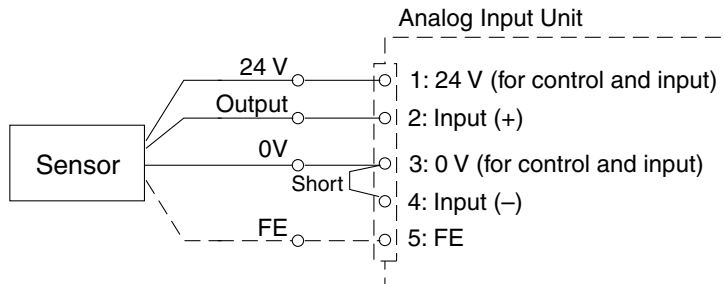 Analog Input Unit
24 V
1: 24 V (for control and input)
Output
2: Input (+)
Sensor
0V
3: 0 V (for control and input)
Short
4: Input (–)
FE
5: FE